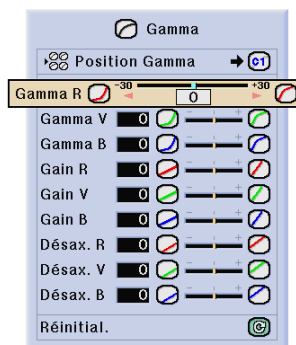 Gamma
Position Gamma C1
Gamma R -30 0 +30
Gamma V 0 - +
Gamma B 0 - +
Gain R 0 - +
Gain V 0 - +
Gain B 0 - +
Désax. R 0 - +
Désax. V 0 - +
Désax. B 0 - +
Réinitial.